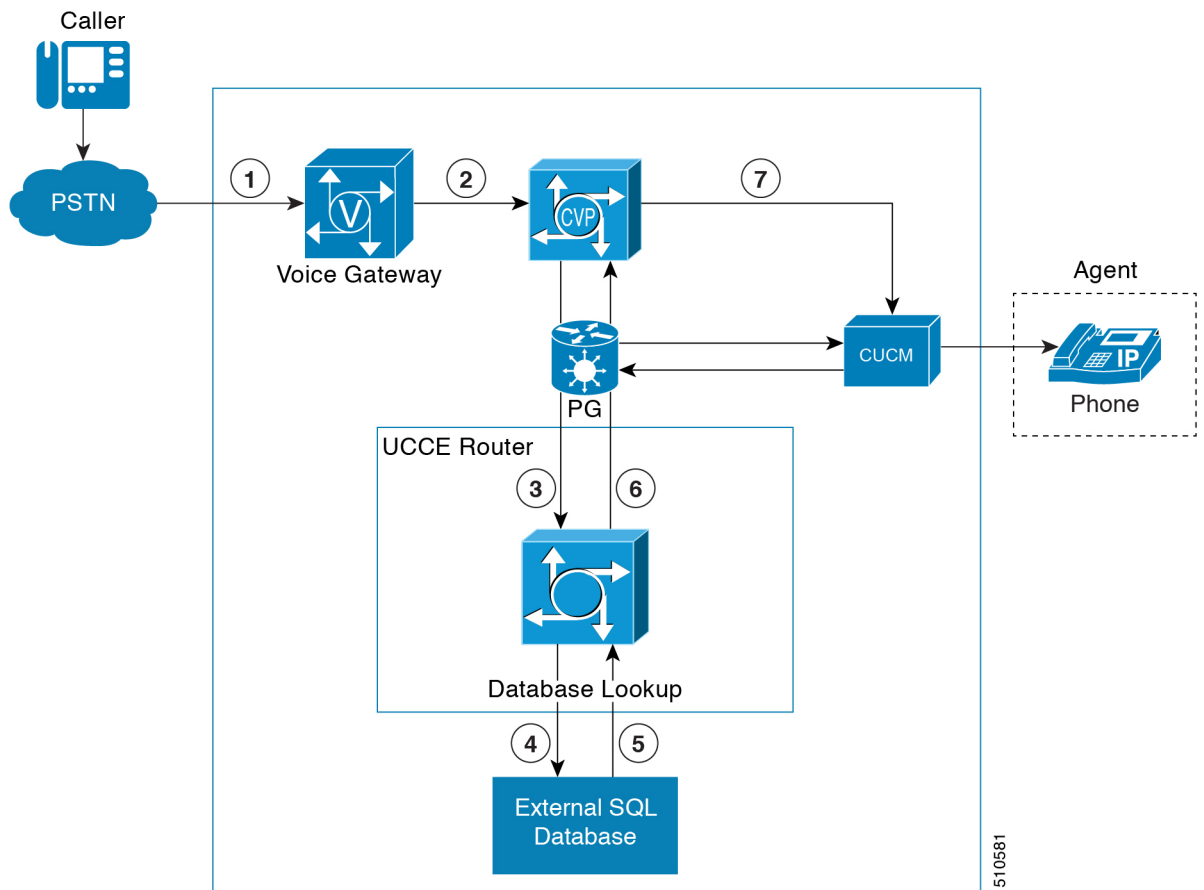 Caller
PSTN
1
V
Voice Gateway
2
CVP
7
Agent
CUCM
IP
Phone
PG
UCCE Router
3
6
Database Lookup
4
5
External SQL
Database
510581